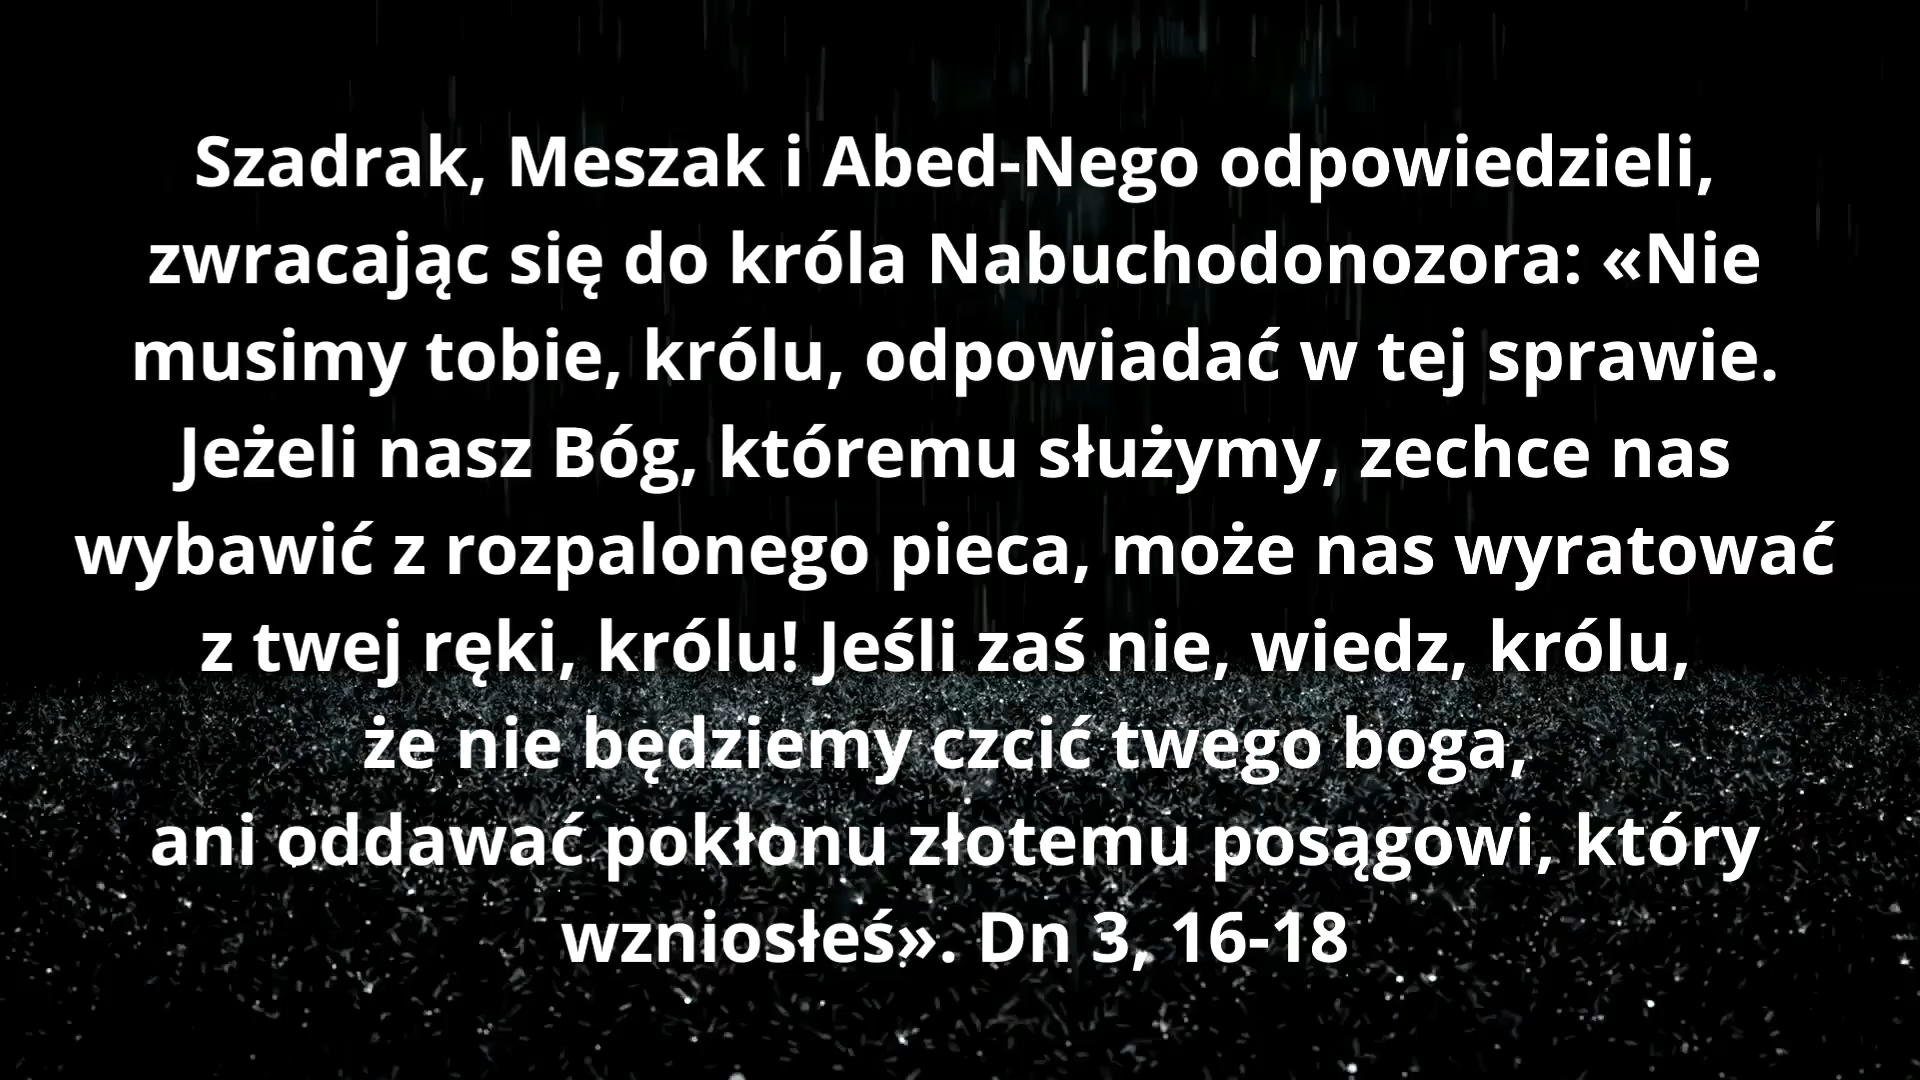 Szadrak, Meszak i Abed-Nego odpowiedzieli,
zwracając się do króla Nabuchodonozora: «Nie
musimy tobie, królu, odpowiadać w tej sprawie.
Jeżeli nasz Bóg, któremu służymy, zechce nas
wybawić z rozpalonego pieca, może nas wyratować
z twej ręki, królu! Jeśli zaś nie, wiedz, królu,
że nie będziemy czcić twego boga,
ani oddawać pokłonu złotemu posągowi, który
wzniosłeś». Dn 3, 16-18